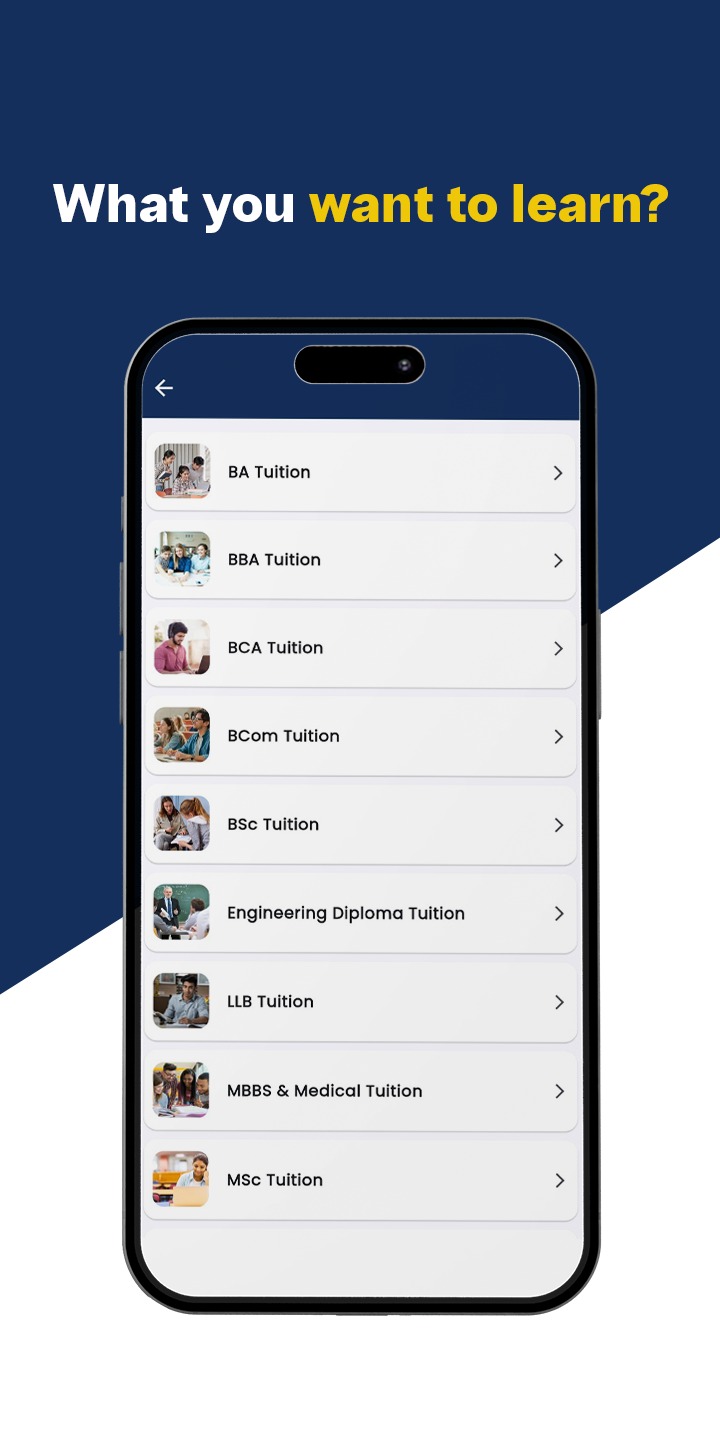 What you want to learn?
BA Tuition
BBA Tuition
BCA Tuition
BCom Tuition
BSc Tuition
Engineering Diploma Tuition
LLB Tuition
MBBS & Medical Tuition
MSc Tuition